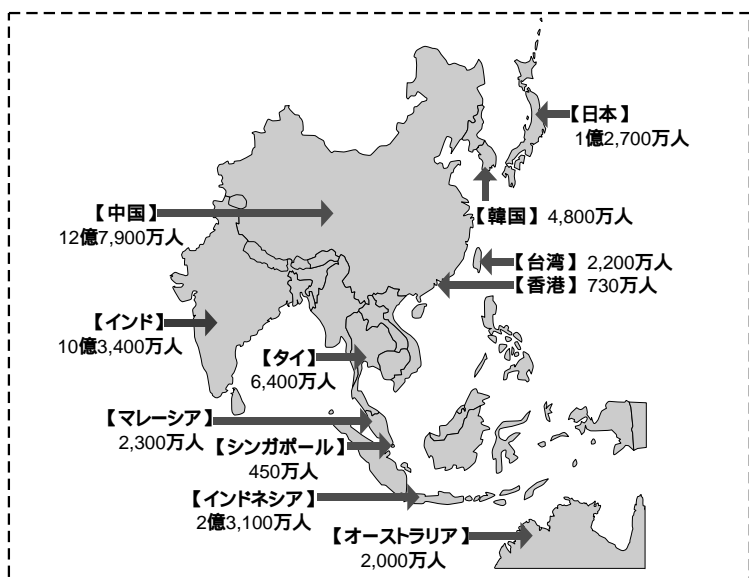 【日本】
1億2,700万人
【韓国】4,800万人
【中国】
12億7,900万人
【台湾】2,200万人
【香港】730万人
【インド】
10億3,400万人
【タイ】
6,400万人
【マレーシア】
2,300万人
【シンガポール】
450万人
【インドネシア】
2億3,100万人
【オーストラリア】
2,000万人